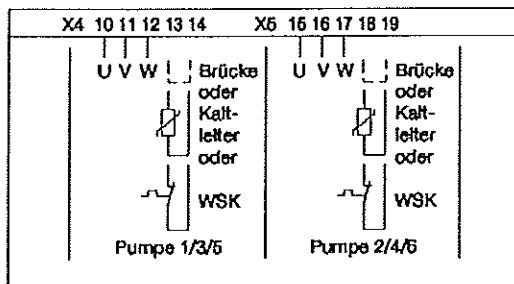 X4 10 11 12 13 14 X5 15 16 17 18 19
U V W Brücke U V W Brücke
oder oder
Kalt- Kalt-
leiter leiter
oder oder
WSK WSK
Pumpe 1/3/5 Pumpe 2/4/6